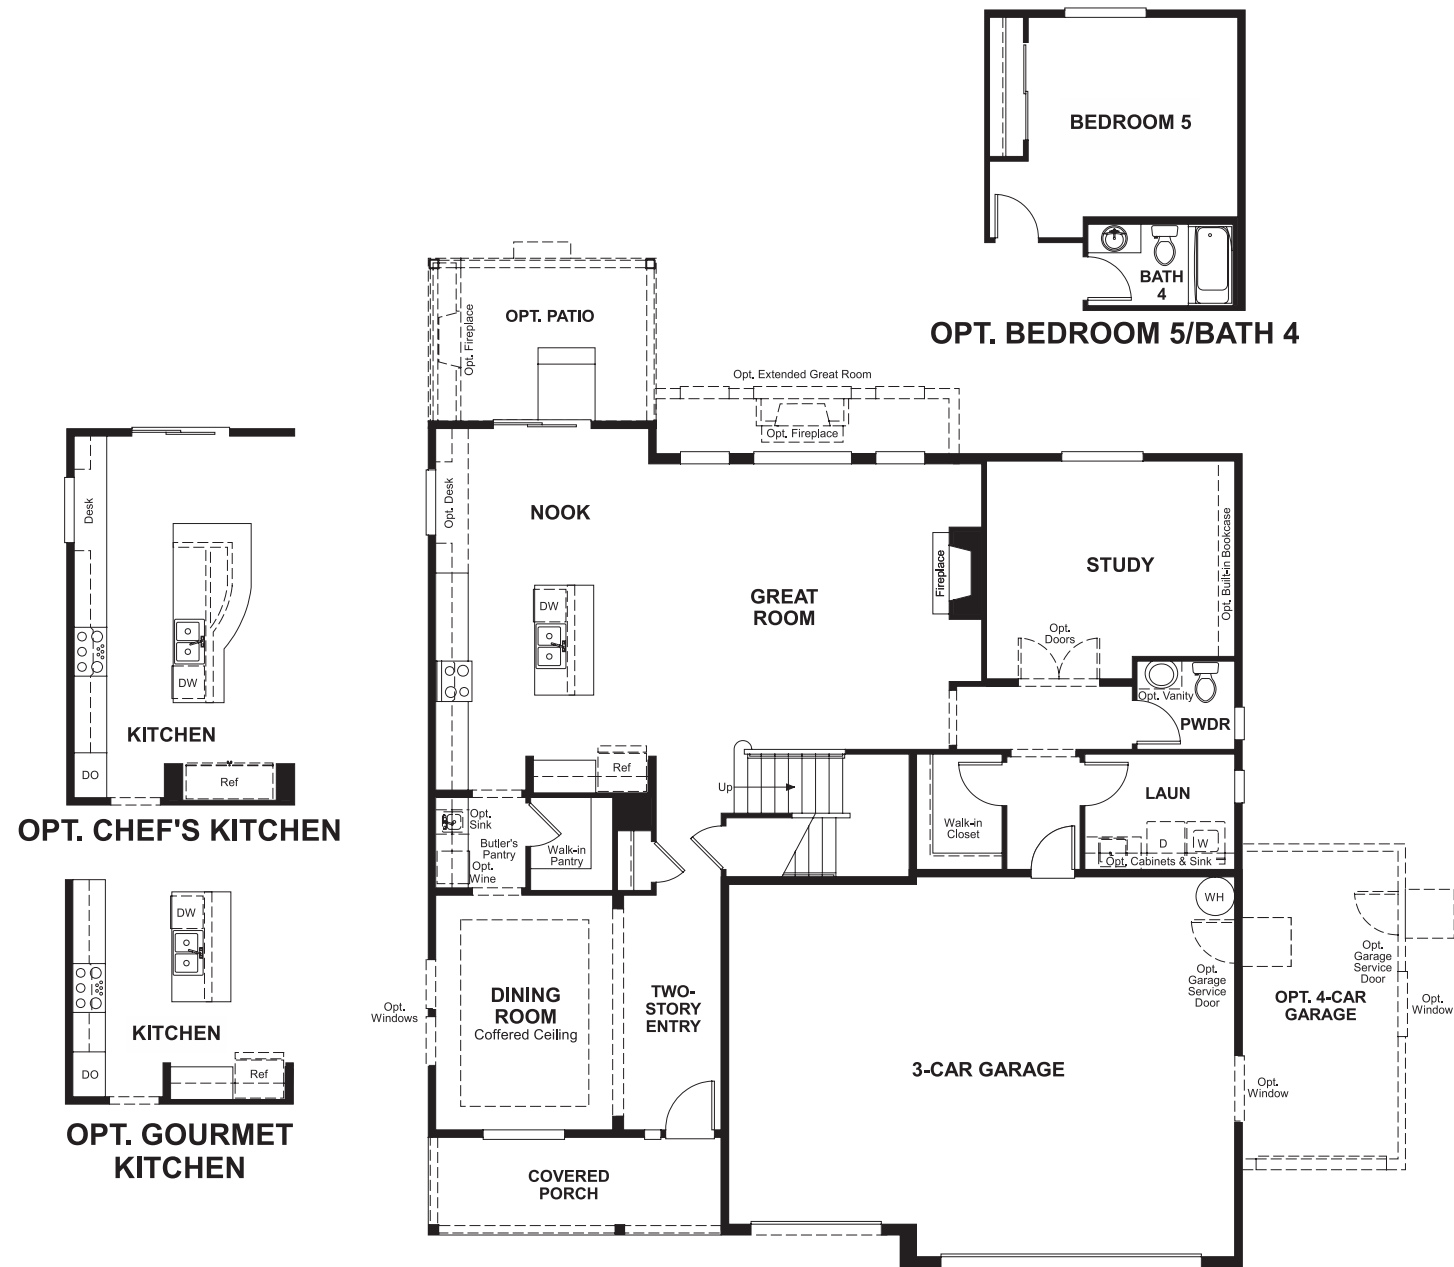 BEDROOM 5
BATH
4
OPT. BEDROOM 5/BATH 4
OPT. PATIO
Opt. Fireplace
Opt. Extended Great Room
Opt. Fireplace
Desk
DW
KITCHEN
DO
Ref
OPT. CHEF'S KITCHEN
DW
KITCHEN
DO
Ref
OPT. GOURMET
KITCHEN
Opt. Desk
NOOK
DW
GREAT
ROOM
Fireplace
STUDY
Opt. Built-in Bookcase
Opt.
Doors
Opt. Vanity
PWDR
Ref
Up
Opt.
Sink
Butler's
Pantry
Opt.
Wine
Walk-in
Pantry
Walk-in
Closet
LAUN
D
W
Opt. Cabinets & Sink
WH
Opt.
Garage
Service
Door
Opt.
Garage
Service
Door
OPT. 4-CAR
GARAGE
Opt.
Window
Opt.
Windows
DINING
ROOM
Coffered Ceiling
TWO-
STORY
ENTRY
3-CAR GARAGE
Opt.
Window
COVERED
PORCH